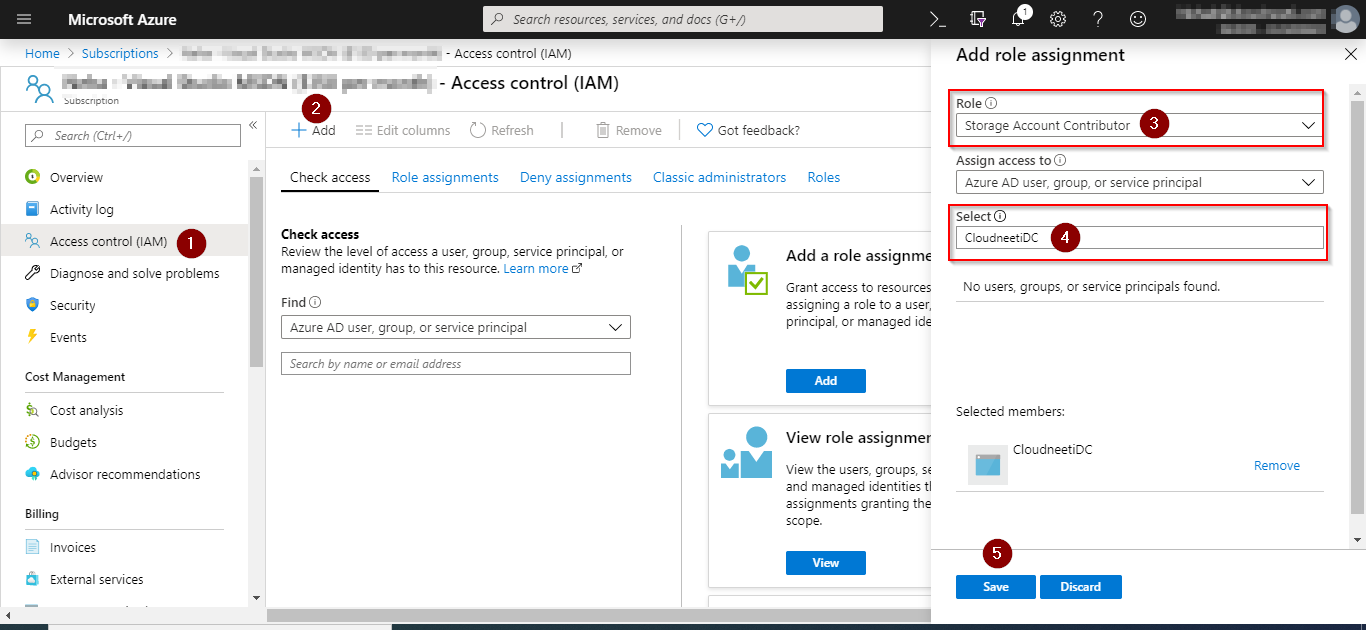 Microsoft Azure
Search resources, services, and docs (G+/)
1
Home > Subscriptions > - Access control (IAM)
- Access control (IAM)
Subscription
Search (Ctrl+/)
«
Overview
Activity log
Access control (IAM) 1
Diagnose and solve problems
Security
Events
Cost Management
Cost analysis
Budgets
Advisor recommendations
Billing
Invoices
External services
2
Add
Edit columns
Refresh
Remove
Got feedback?
Check access
Role assignments
Deny assignments
Classic administrators
Roles
Check access
Review the level of access a user, group, service principal, or
managed identity has to this resource. Learn more
Find
Azure AD user, group, or service principal
Search by name or email address
Add a role assignme
Grant access to resources
assigning a role to a user,
principal, or managed ide
Add
View role assignmer
View the users, groups, se
and managed identities th
assignments granting the
scope.
View
Add role assignment
Role
Storage Account Contributor 3
Assign access to
Azure AD user, group, or service principal
Select
CloudneetiDC 4
No users, groups, or service principals found.
Selected members:
CloudneetiDC
Remove
5
Save
Discard